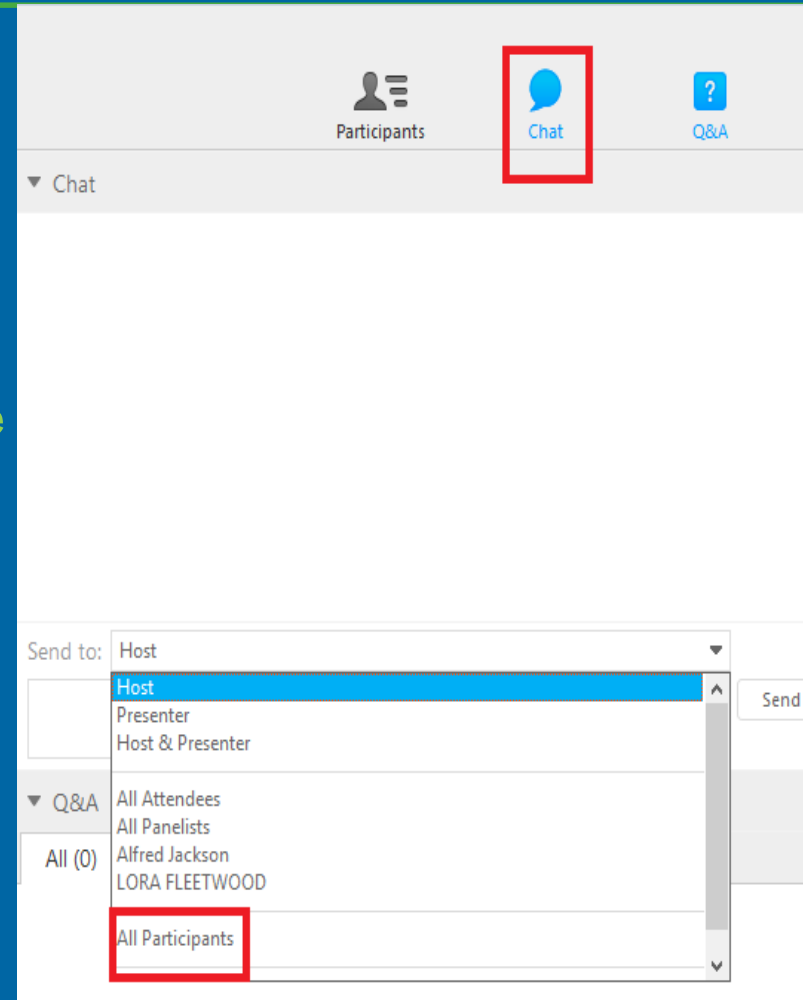 Participants Chat Q&A
Chat
Send to: Host
Host
Send
Presenter
Host & Presenter
Q&A
All Attendees
All Panelists
All (0)
Alfred Jackson
LORA FLEETWOOD
All Participants